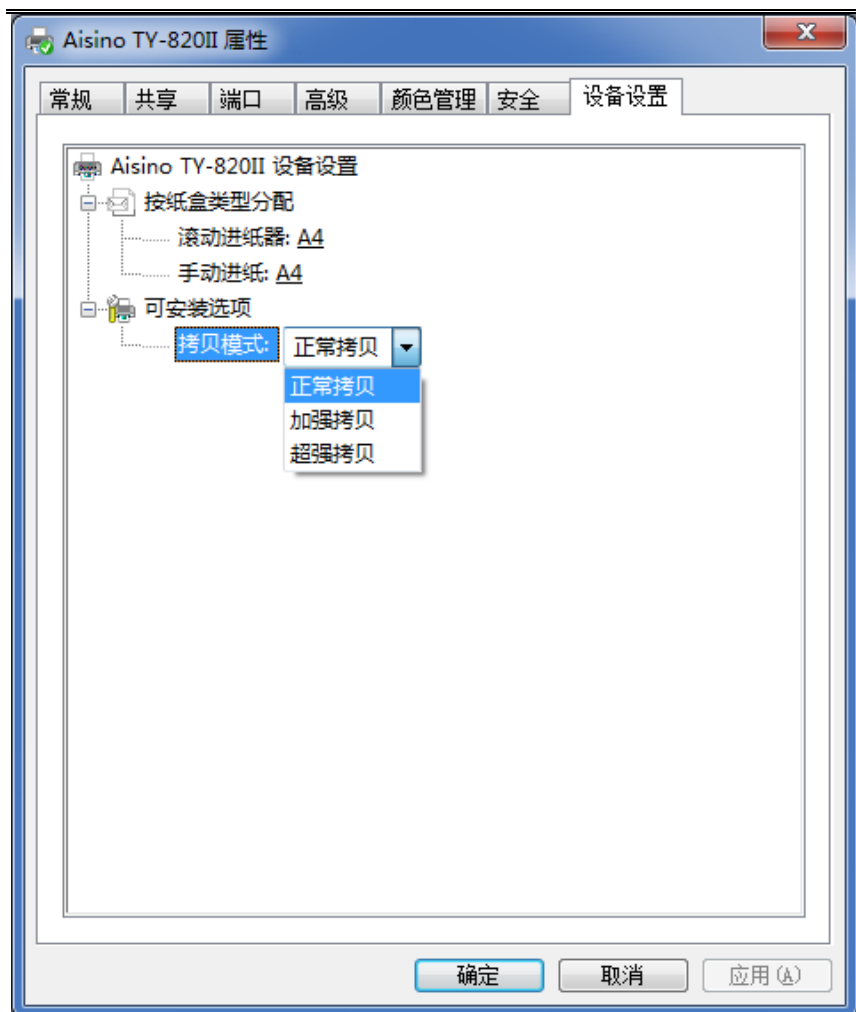 Aisino TY-820II 属性
常规 共享 端口 高级 颜色管理 安全 设备设置
Aisino TY-820II 设备设置
按纸盒类型分配
滚动进纸器: A4
手动进纸: A4
可安装选项
拷贝模式: 正常拷贝
正常拷贝
加强拷贝
超强拷贝
确定 取消 应用(A)